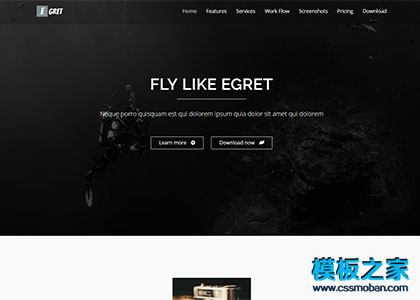 E GRET
Home Features Services Work Flow Screenshots Pricing Download
FLY LIKE EGRET
Neque porro quisquam est qui dolorem ipsum quia dolor sit amet qui dolorem
Learn more Download now
模板之家
www.cssmoban.com